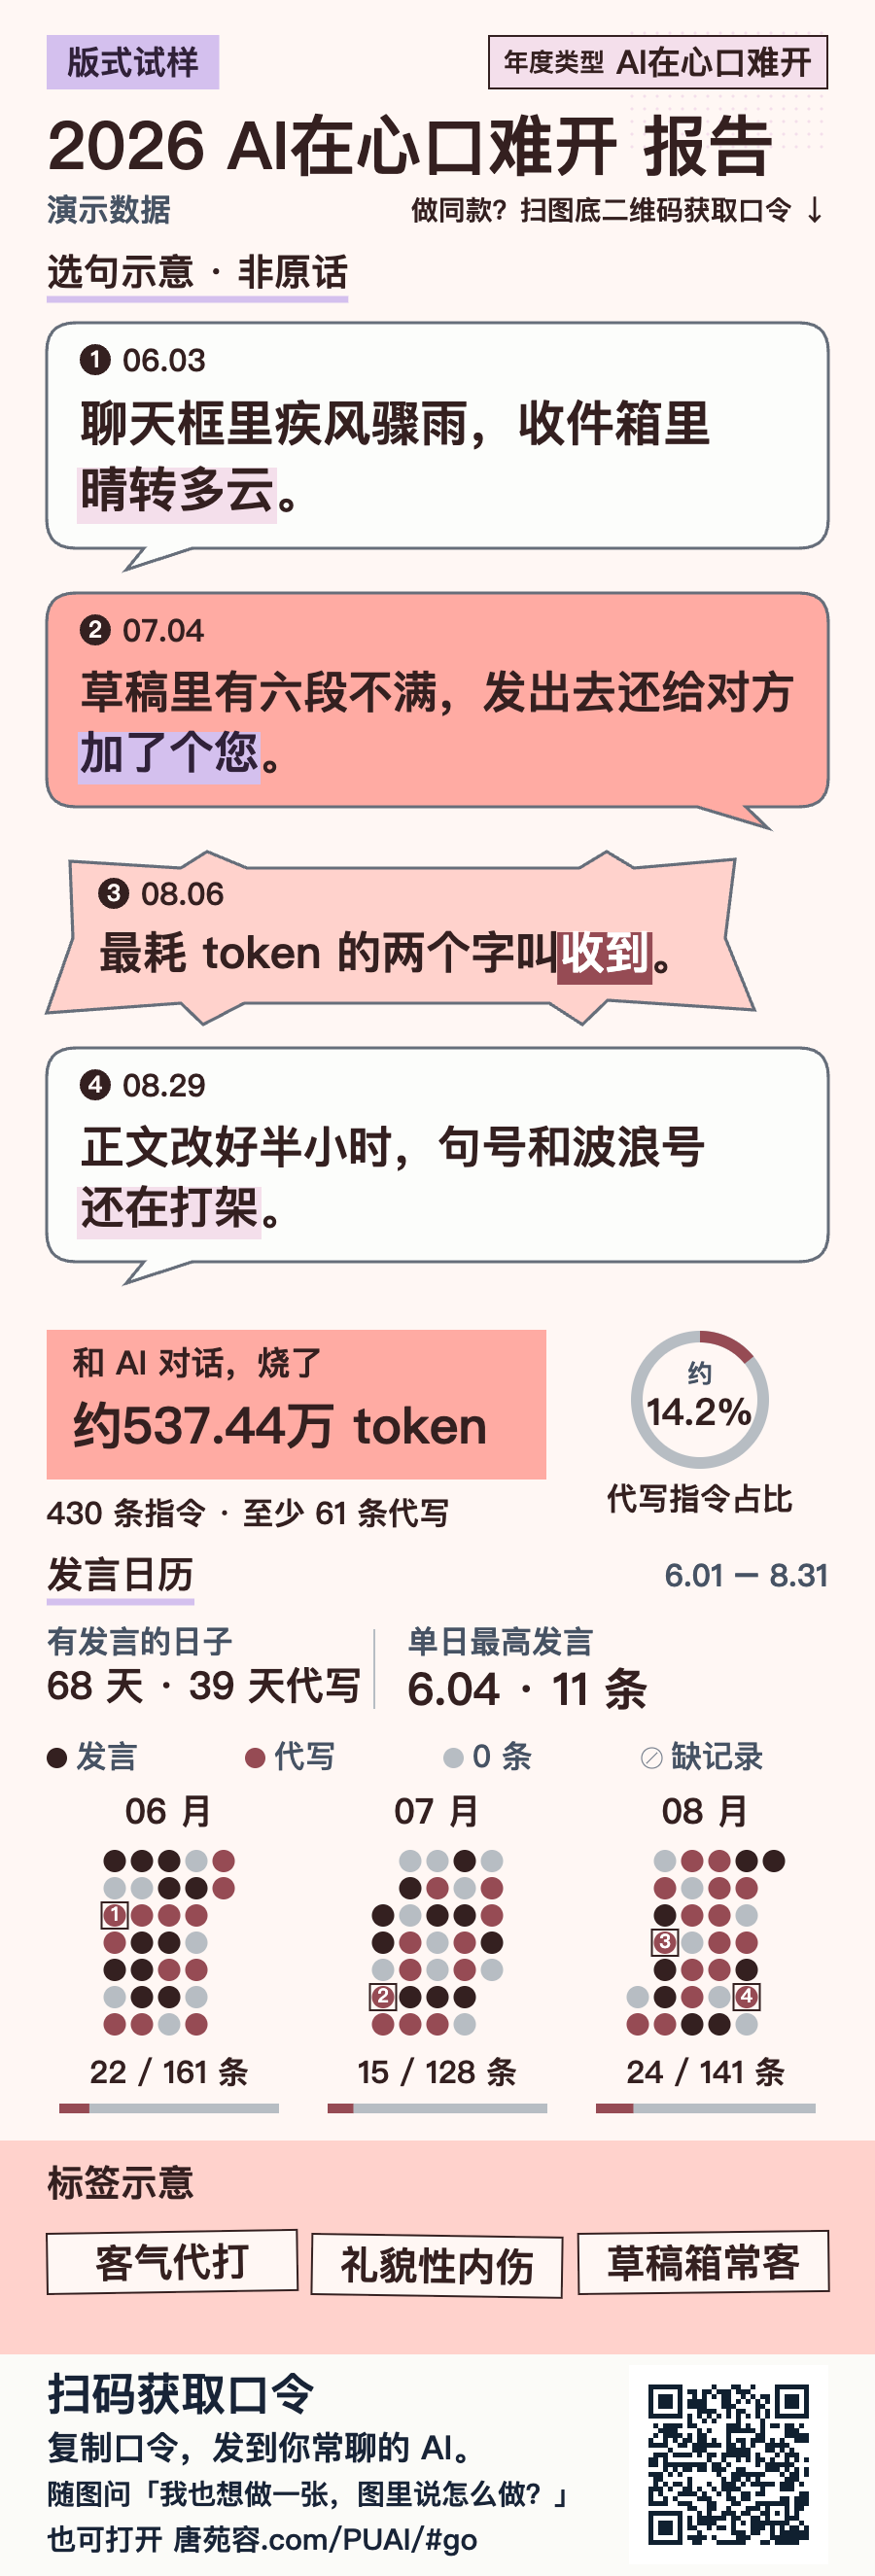 版式试样
年度类型 AI在心口难开
2026 AI在心口难开 报告
演示数据
做同款？扫图底二维码获取口令 ↓
选句示意 · 非原话
1 06.03
聊天框里疾风骤雨，收件箱里
晴转多云。
2 07.04
草稿里有六段不满，发出去还给对方
加了个您。
3 08.06
最耗 token 的两个字叫收到。
4 08.29
正文改好半小时，句号和波浪号
还在打架。
和 AI 对话，烧了
约537.44万 token
430 条指令 · 至少 61 条代写
约
14.2%
代写指令占比
发言日历
6.01 — 8.31
有发言的日子
68 天 · 39 天代写
单日最高发言
6.04 · 11 条
发言
代写
0 条
缺记录
06 月
07 月
08 月
1
2
3
4
22 / 161 条
15 / 128 条
24 / 141 条
标签示意
客气代打
礼貌性内伤
草稿箱常客
扫码获取口令
复制口令，发到你常聊的 AI。
随图问「我也想做一张，图里说怎么做？」
也可打开 唐苑容.com/PUAI/#go